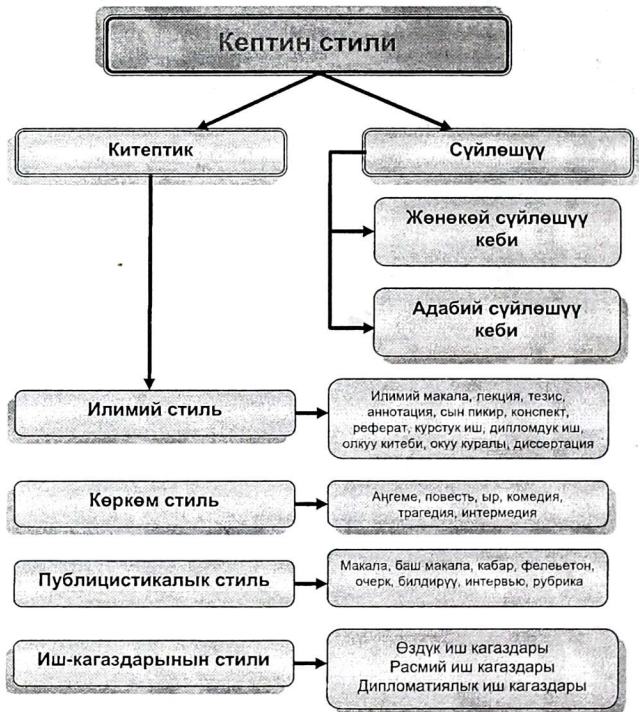 Кептин стили
Китептик
Сүйлөшүү
Жөнөкөй сүйлөшүү
кеби
Адабий сүйлөшүү
кеби
Илимий стиль
Илимий макала, лекция, тезис,
аннотация, сын пикир, конспект,
реферат, курстук иш, дипломдук иш,
олкуу китеби, окуу куралы, диссертация
Көркөм стиль
Аңгеме, повесть, ыр, комедия,
трагедия, интермедия
Публицистикалык стиль
Макала, баш макала, кабар, фелеьетон,
очерк, билдирүү, интервью, рубрика
Иш-кагаздарынын стили
Өздүк иш кагаздары
Расмий иш кагаздары
Дипломатиялык иш кагаздары